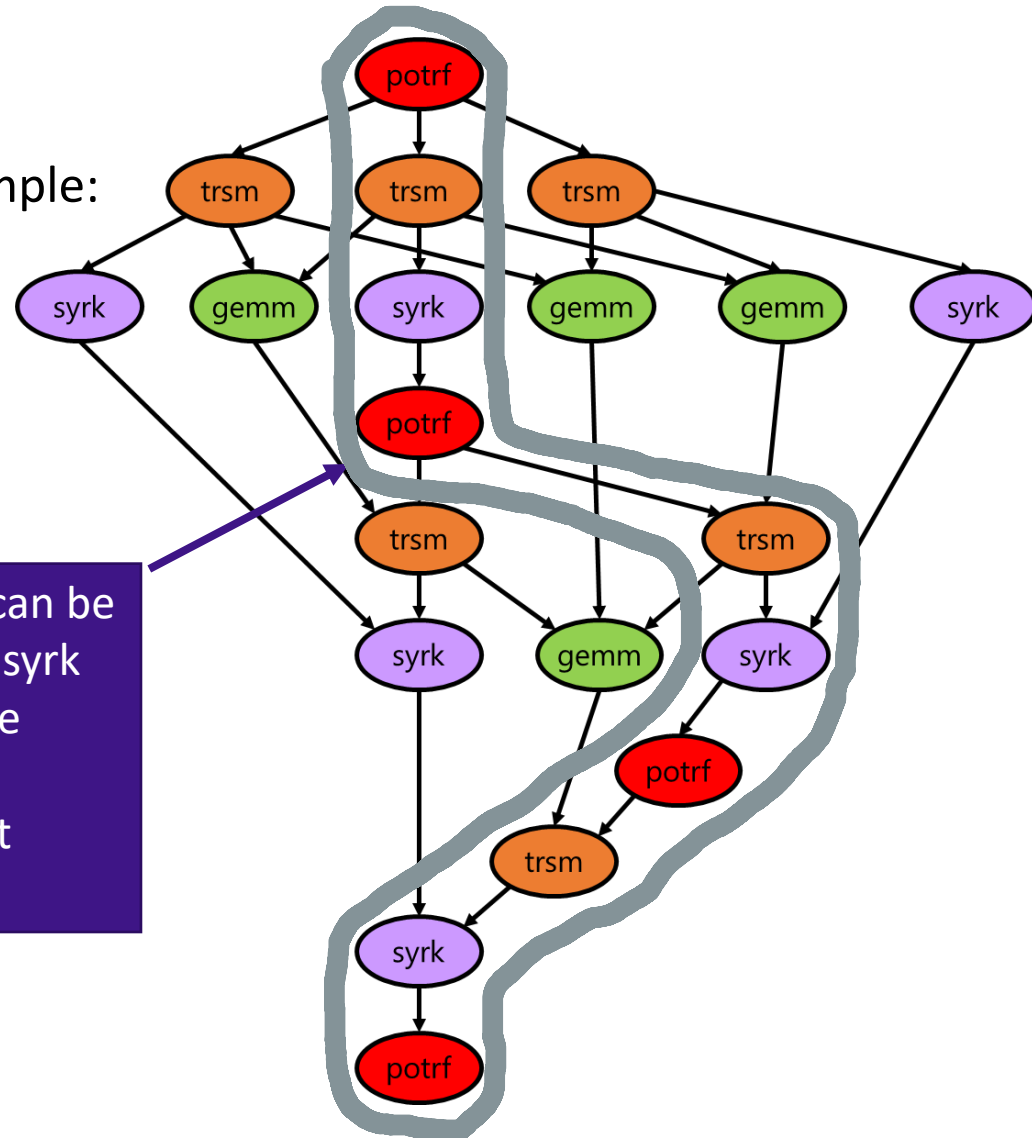 potrf
mple:
trsm trsm trsm
syrk gemm syrk gemm gemm syrk
potrf
trsm trsm
can be
syrk
syrk gemm syrk
e
potrf
t
trsm
syrk
potrf